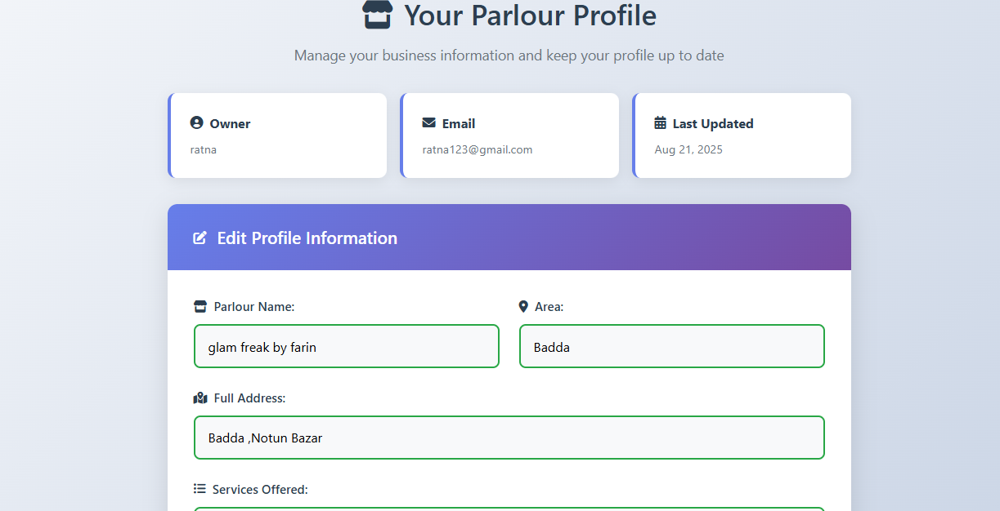 Your Parlour Profile
Manage your business information and keep your profile up to date
Owner
ratna
Email
ratna123@gmail.com
Last Updated
Aug 21, 2025
Edit Profile Information
Parlour Name:
glam freak by farin
Area:
Badda
Full Address:
Badda ,Notun Bazar
Services Offered: